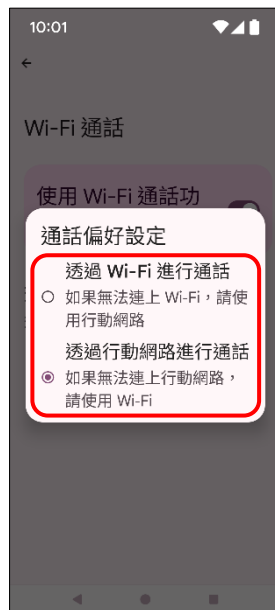 10:01
Wi-Fi 通話
使用 Wi-Fi 通話功
通話偏好設定
透過 Wi-Fi 進行通話
如果無法連上 Wi-Fi，請使
用行動網路
透過行動網路進行通話
如果無法連上行動網路，
請使用 Wi-Fi